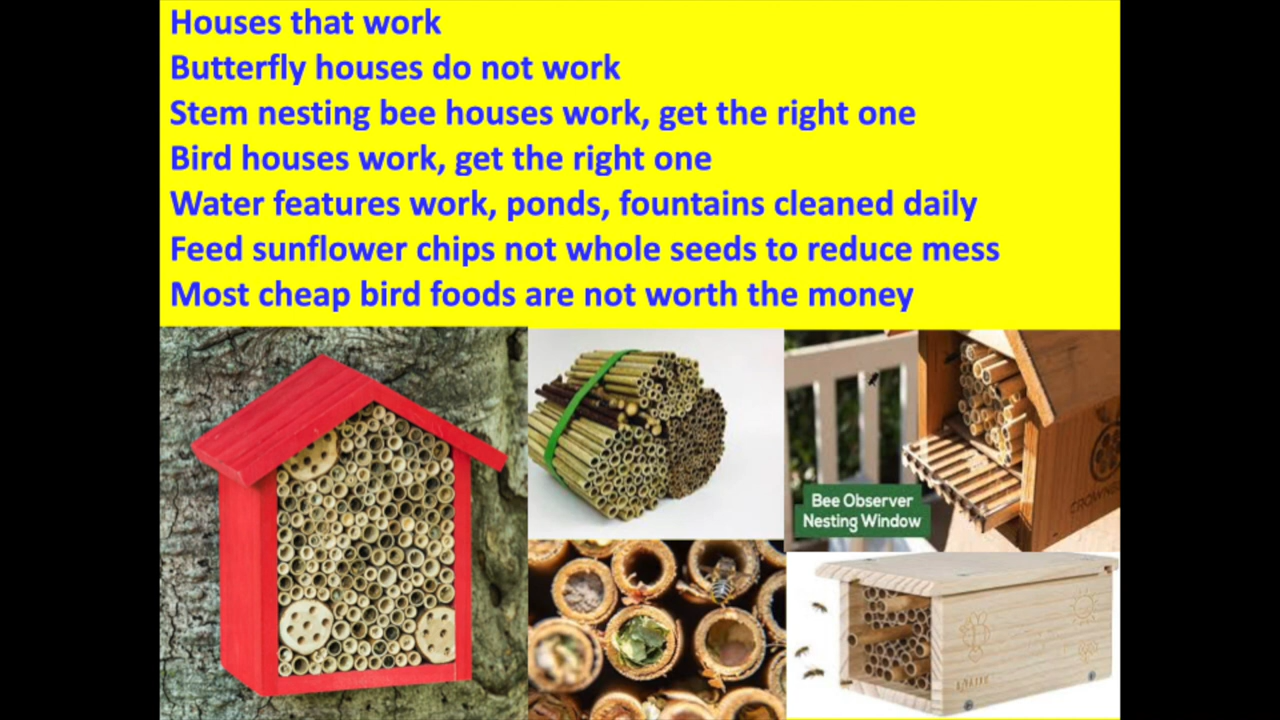 Houses that work
Butterfly houses do not work
Stem nesting bee houses work, get the right one
Bird houses work, get the right one
Water features work, ponds, fountains cleaned daily
Feed sunflower chips not whole seeds to reduce mess
Most cheap bird foods are not worth the money
Bee Observer
Nesting Window